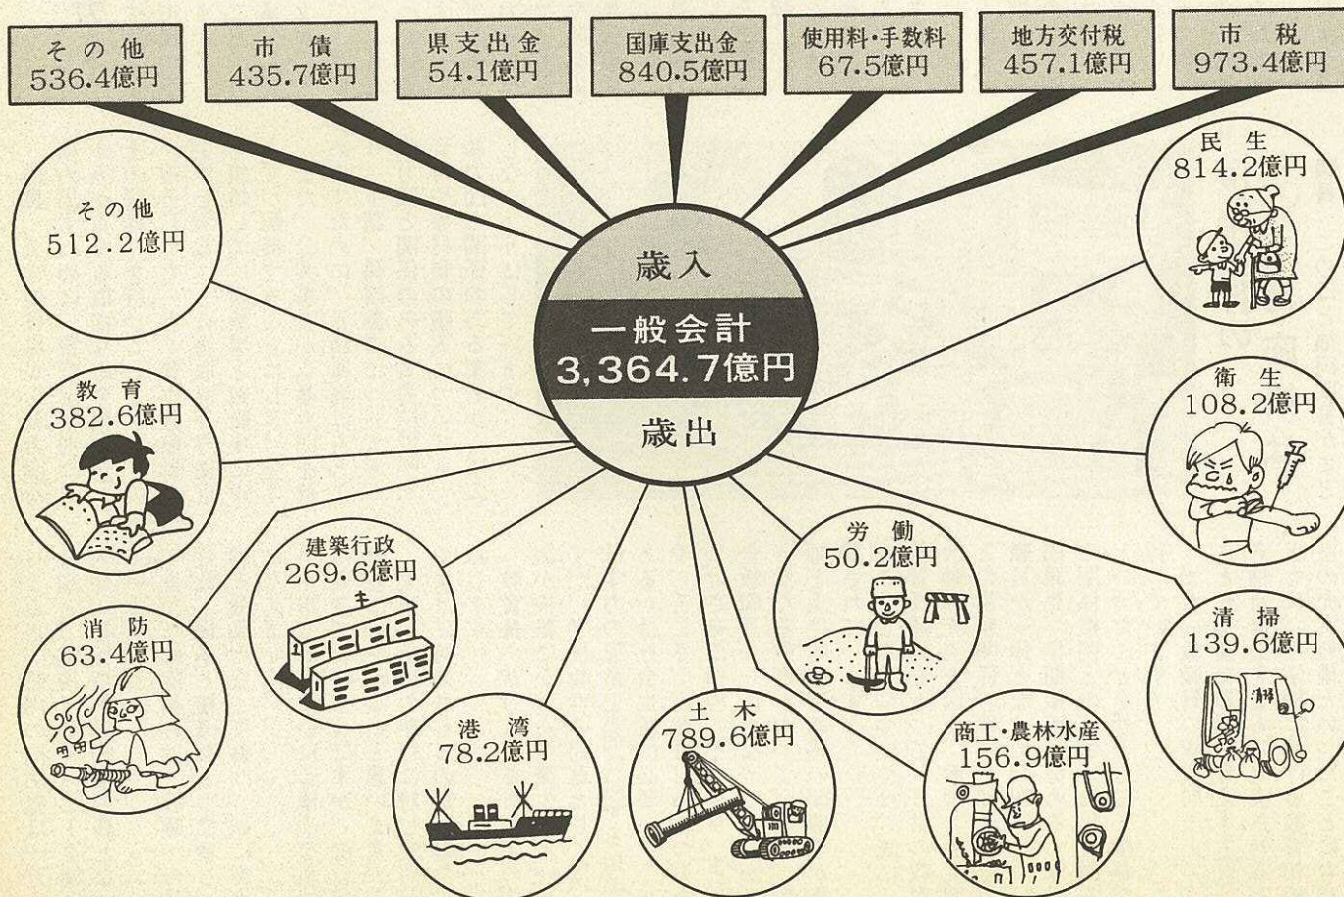 その他
536.4億円
市債
435.7億円
県支出金
54.1億円
国庫支出金
840.5億円
使用料・手数料
67.5億円
地方交付税
457.1億円
市税
973.4億円
歳入
一般会計
3,364.7億円
歳出
その他
512.2億円
民生
814.2億円
教育
382.6億円
衛生
108.2億円
建築行政
269.6億円
労働
50.2億円
消防
63.4億円
清掃
139.6億円
清掃
港湾
78.2億円
土木
789.6億円
商工・農林水産
156.9億円